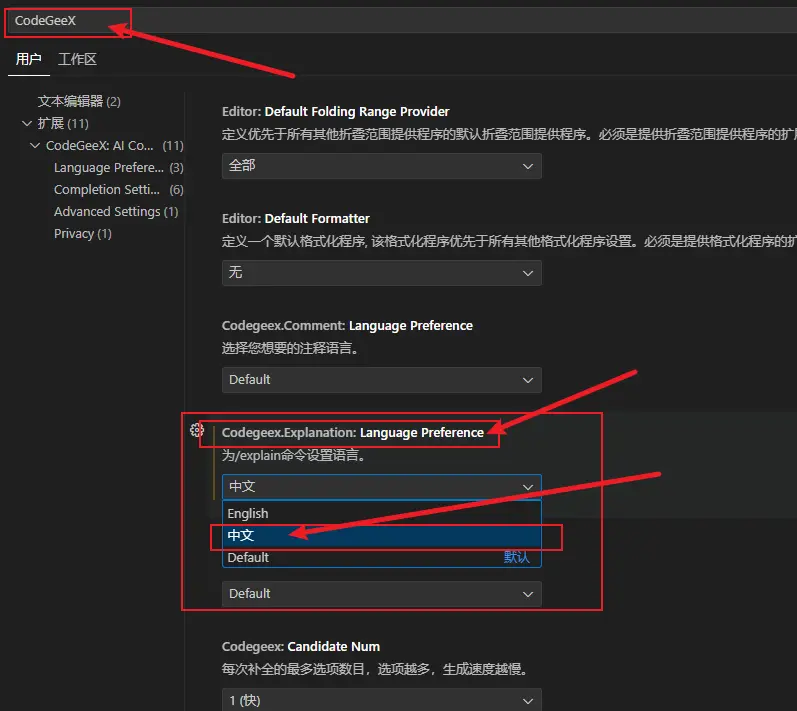 CodeGeeX
用户 工作区
文本编辑器 (2)
扩展 (11)
CodeGeeX: AI Co... (11)
Language Prefere... (3)
Completion Setti... (6)
Advanced Settings (1)
Privacy (1)
Editor: Default Folding Range Provider
定义优先于所有其他折叠范围提供程序的默认折叠范围提供程序。必须是提供折叠范围提供程序的扩
全部
Editor: Default Formatter
定义一个默认格式化程序, 该格式化程序优先于所有其他格式化程序设置。必须是提供格式化程序的扩
无
Codegeex.Comment: Language Preference
选择您想要的注释语言。
Default
Codegeex.Explanation: Language Preference
为/explain命令设置语言。
中文
English
中文
Default 默认
Default
Codegeex: Candidate Num
每次补全的最多选项数目，选项越多，生成速度越慢。
1 (快)